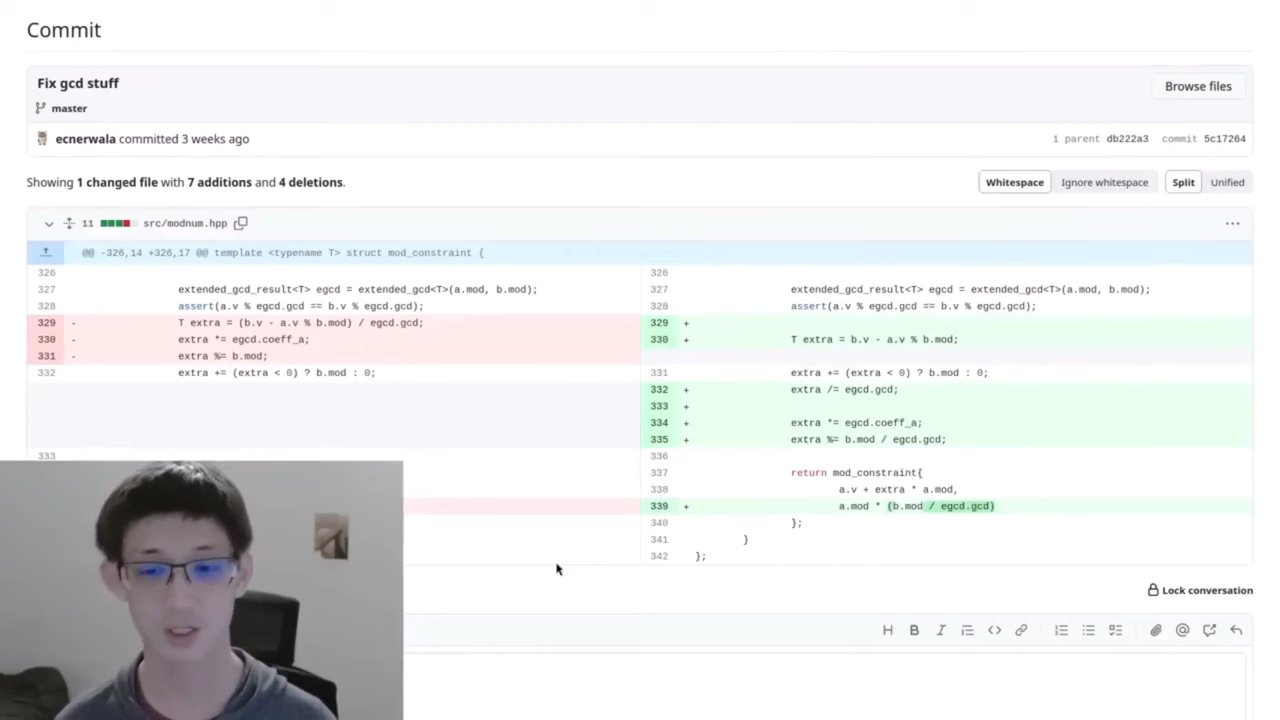 Commit
Fix gcd stuff
Browse files
master
ecnerwala committed 3 weeks ago
1 parent db222a3 commit 5c17264
Showing 1 changed file with 7 additions and 4 deletions.
Whitespace Ignore whitespace Split Unified
11 src/modnum.hpp
@@ -326,14 +326,17 @@ template <typename T> struct mod_constraint {
326 326
327 extended_gcd_result<T> egcd = extended_gcd<T>(a.mod, b.mod); 327 extended_gcd_result<T> egcd = extended_gcd<T>(a.mod, b.mod);
328 assert(a.v % egcd.gcd == b.v % egcd.gcd); 328 assert(a.v % egcd.gcd == b.v % egcd.gcd);
329 - T extra = (b.v - a.v % b.mod) / egcd.gcd; 329 +
330 - extra *= egcd.coeff_a; 330 + T extra = b.v - a.v % b.mod;
331 - extra %= b.mod;
332 extra += (extra < 0) ? b.mod : 0; 331 extra += (extra < 0) ? b.mod : 0;
332 + extra /= egcd.gcd;
333 +
334 + extra *= egcd.coeff_a;
335 + extra %= b.mod / egcd.gcd;
333 336
337 return mod_constraint{
338 a.v + extra * a.mod,
339 + a.mod * (b.mod / egcd.gcd)
340 };
341 }
342 };
Lock conversation